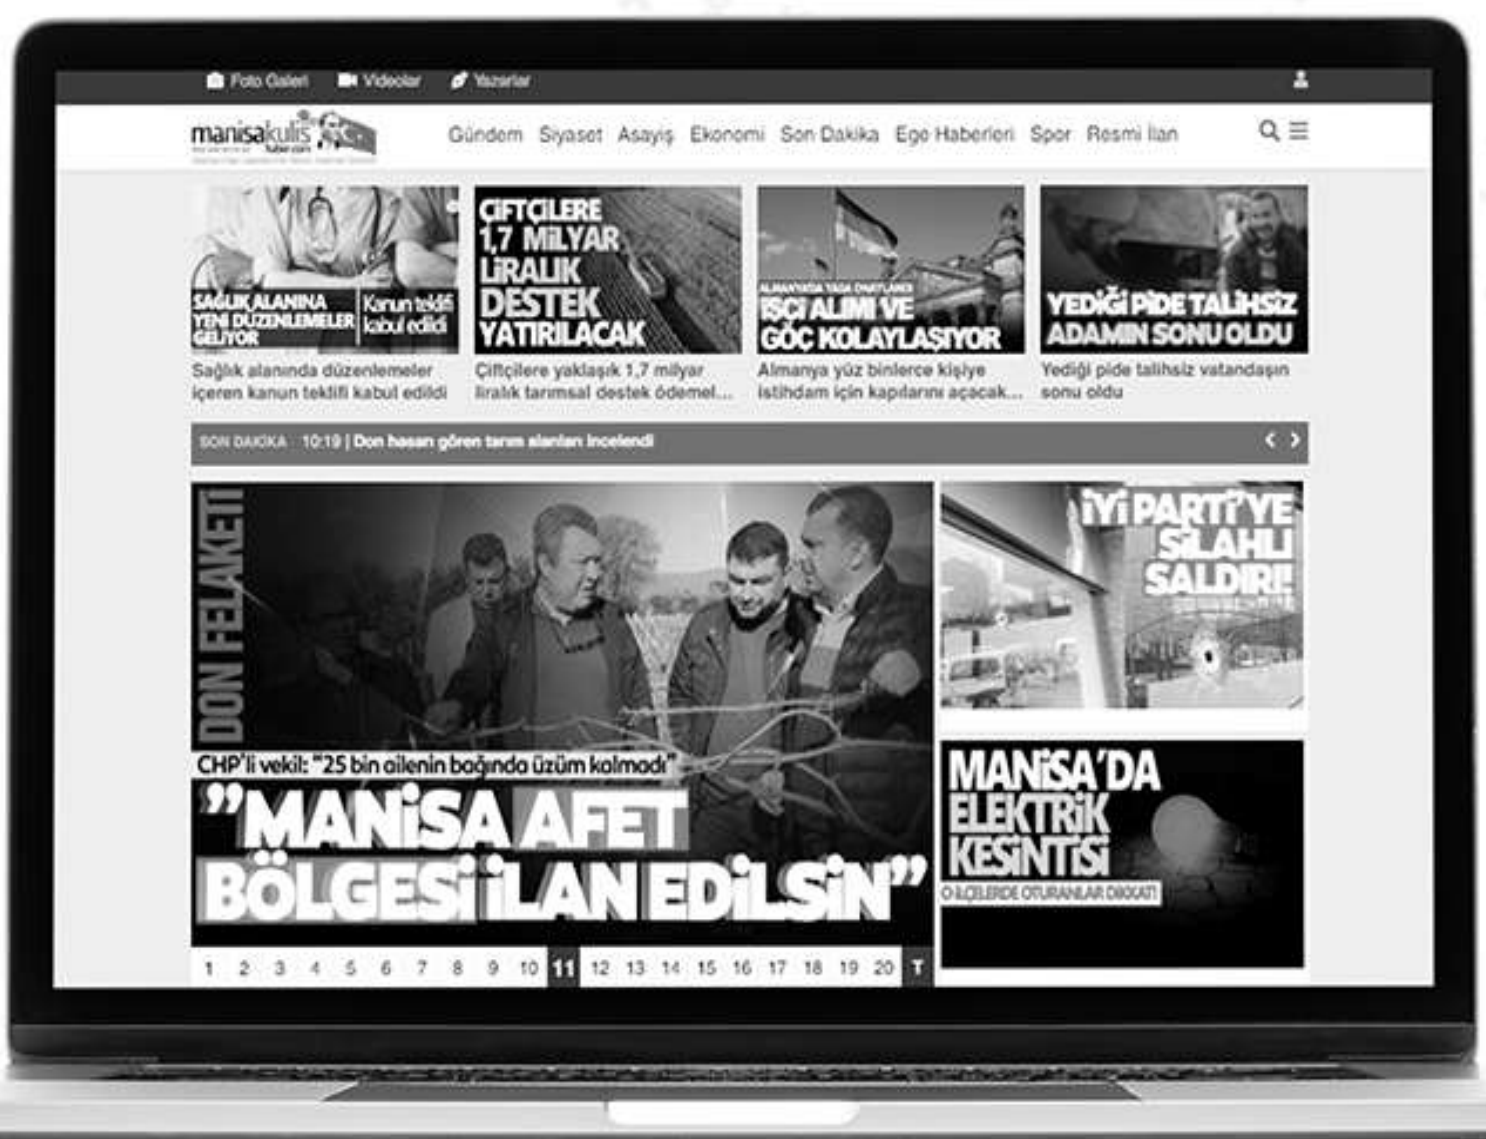 Foto Galeri Videolar Yazarlar
manisakulis
haber.com
Gündem Siyaset Asayiş Ekonomi Son Dakika Ege Haberleri Spor Resmi İlan
SAĞLIK ALANINA
YENİ DÜZENLEMELER
GELİYOR
Kanun teklifi
kabul edildi
Sağlık alanında düzenlemeler
içeren kanun teklifi kabul edildi
ÇİFTÇİLERE
1,7 MİLYAR
LİRALIK
DESTEK
YATIRILACAK
Çiftçilere yaklaşık 1,7 milyar
liralık tarımsal destek ödemel...
ALMANYA'DA YASA ONAYLANDI
İŞÇİ ALIMI VE
GÖÇ KOLAYLAŞIYOR
Almanya yüz binlerce kişiye
istihdam için kapılarını açacak...
YEDİĞİ PİDE TALİHSİZ
ADAMIN SONU OLDU
Yediği pide talihsiz vatandaşın
sonu oldu
SON DAKİKA 10:19 | Don hasarı gören tarım alanları incelendi
DON FELAKETİ
CHP'li vekil: "25 bin ailenin bağında üzüm kalmadı"
"MANİSA AFET
BÖLGESİ İLAN EDİLSİN"
1 2 3 4 5 6 7 8 9 10 11 12 13 14 15 16 17 18 19 20 T
İYİ PARTİ'YE
SİLAHLI
SALDIRI!
MANİSA'DA
ELEKTRİK
KESİNTİSİ
O İLÇELERDE OTURANLAR DİKKAT!